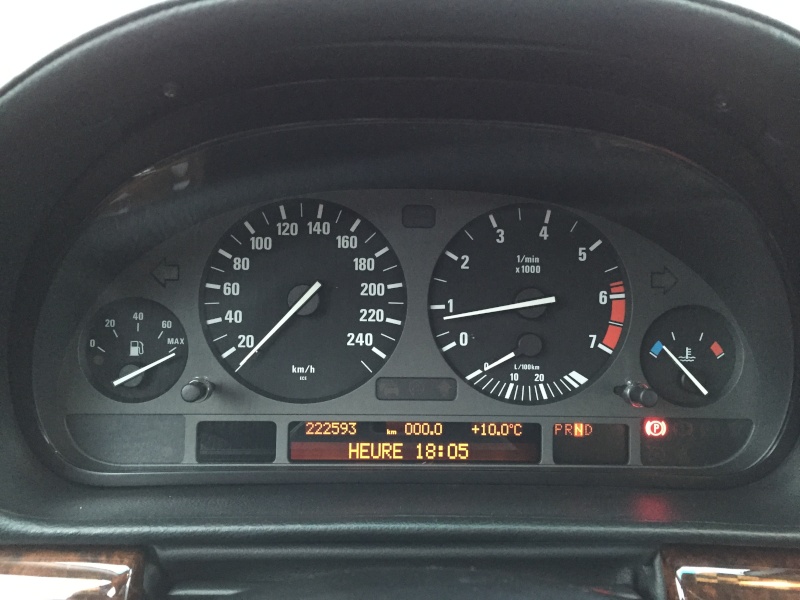 0 20 40 60 MAX
20 40 60 80 100 120 140 160 180 200 220 240
km/h
0 1 2 3 4 5 6 7
1/min
x1000
0 10 20
L/100km
222593 km 000.0 +10.0°C
PRND
(P)
HEURE 18:05